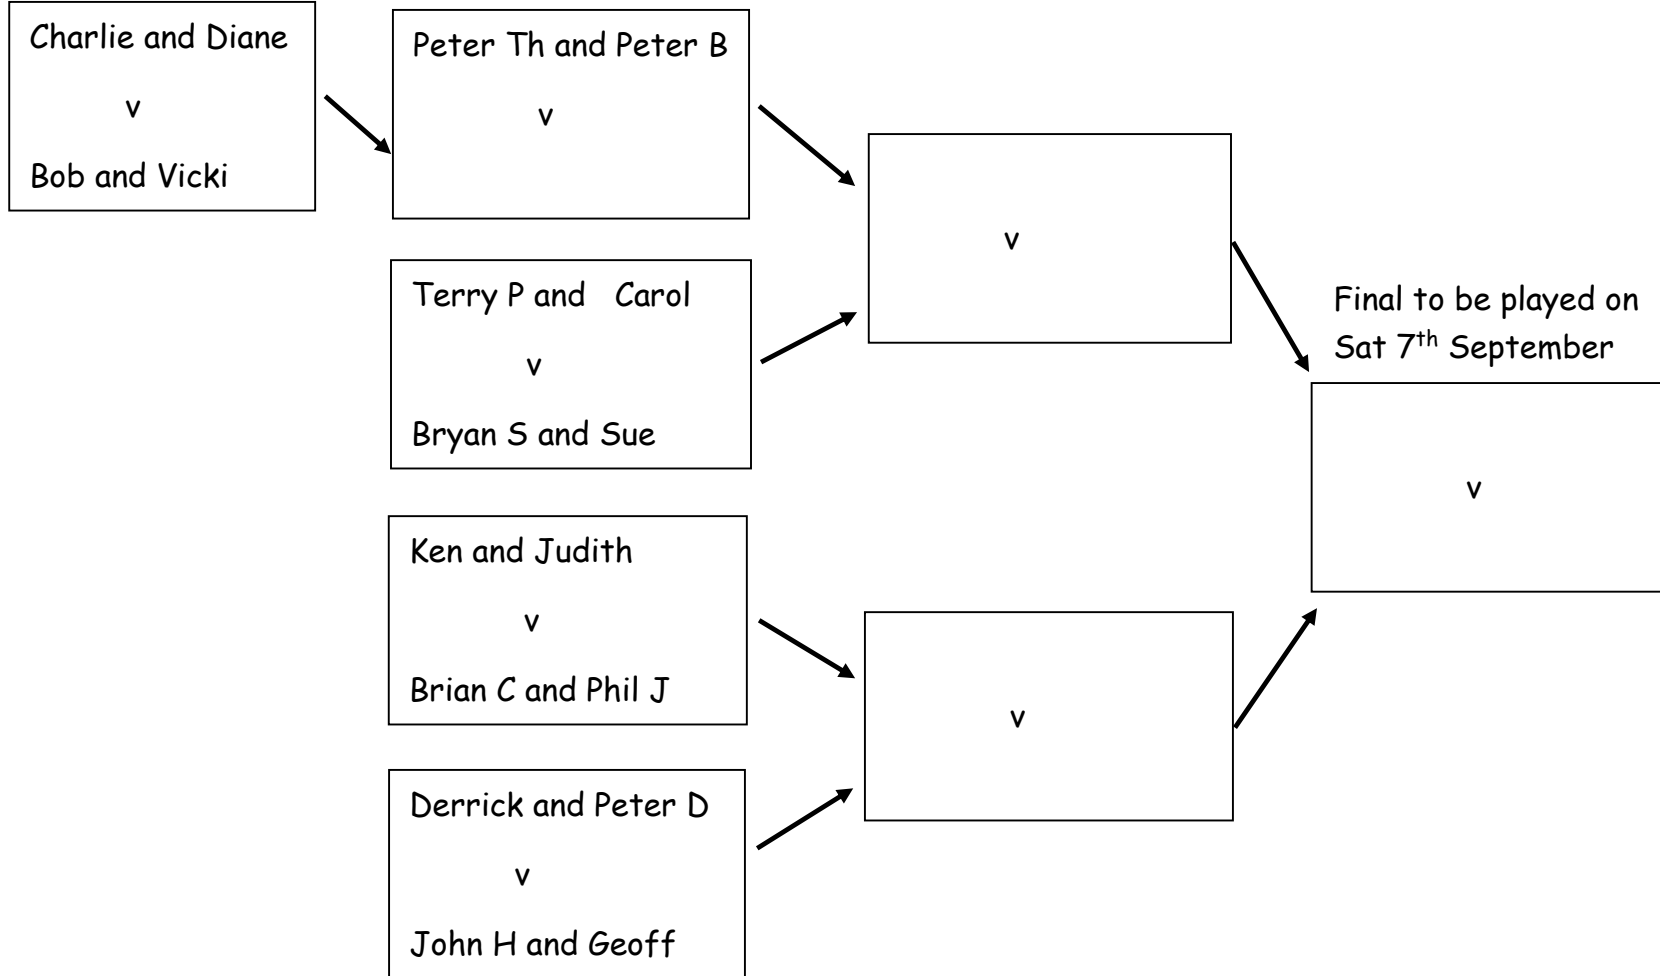 Charlie and Diane
v
Bob and Vicki
Peter Th and Peter B
v
Terry P and   Carol
v
Bryan S and Sue
Ken and Judith
v
Brian C and Phil J
Derrick and Peter D
v
John H and Geoff
v
v
Final to be played on
Sat 7th September
v